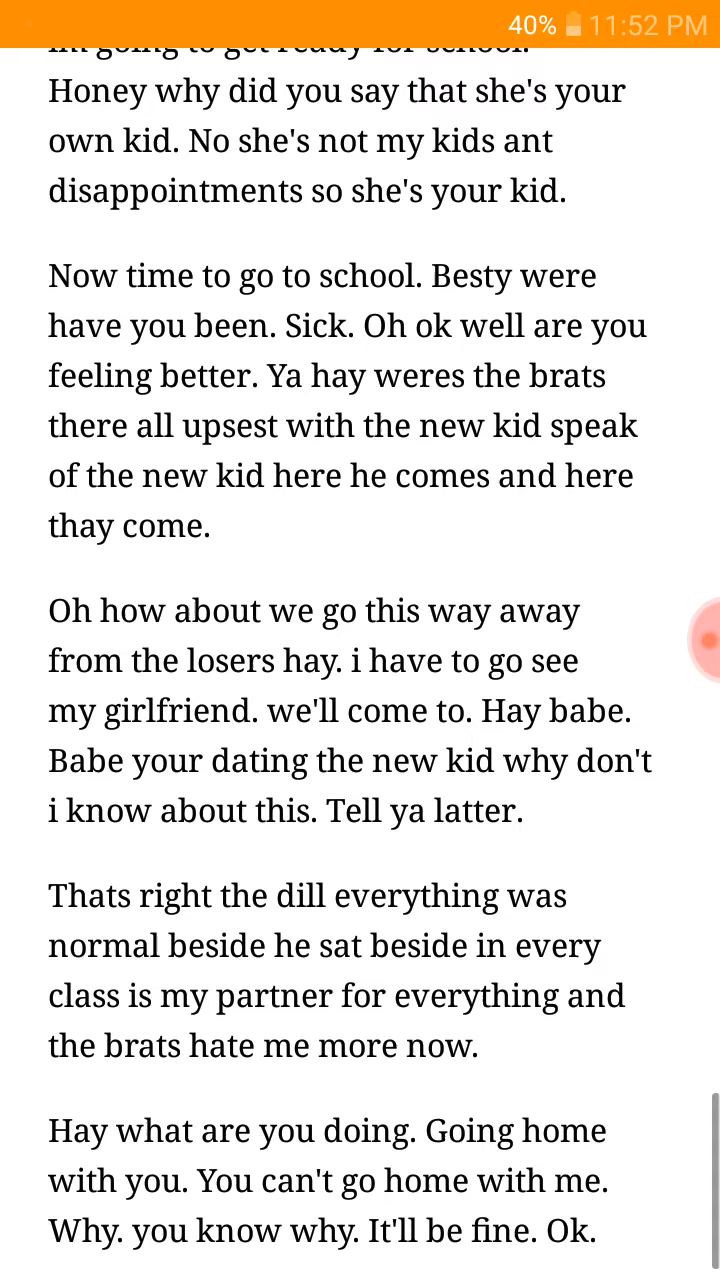 40% 11:52 PM
im going to get ready for school.
Honey why did you say that she's your
own kid. No she's not my kids ant
disappointments so she's your kid.
Now time to go to school. Besty were
have you been. Sick. Oh ok well are you
feeling better. Ya hay weres the brats
there all upsest with the new kid speak
of the new kid here he comes and here
thay come.
Oh how about we go this way away
from the losers hay. i have to go see
my girlfriend. we'll come to. Hay babe.
Babe your dating the new kid why don't
i know about this. Tell ya latter.
Thats right the dill everything was
normal beside he sat beside in every
class is my partner for everything and
the brats hate me more now.
Hay what are you doing. Going home
with you. You can't go home with me.
Why. you know why. It'll be fine. Ok.